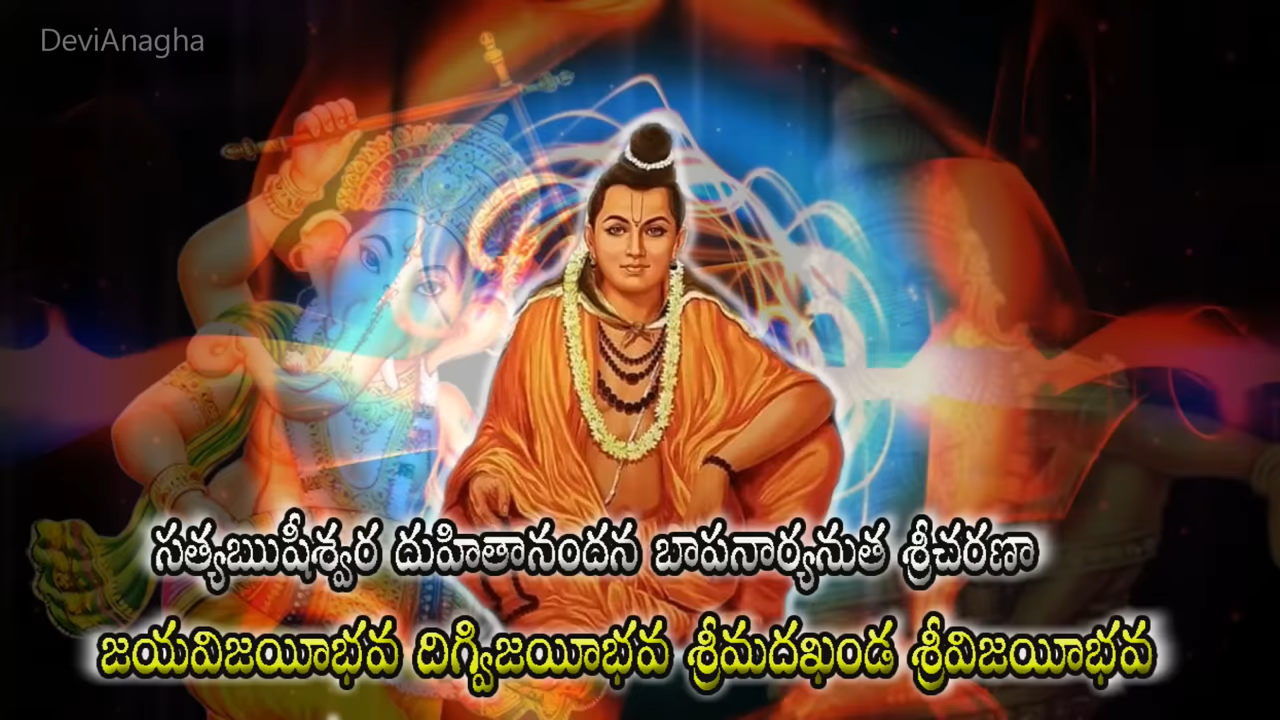 DeviAnagha
సత్యఋషీశ్వర దుహితానందన బాపనార్యనుత శ్రీచరణా
జయవిజయీభవ దిగ్విజయీభవ శ్రీమదఖండ శ్రీవిజయీభవ